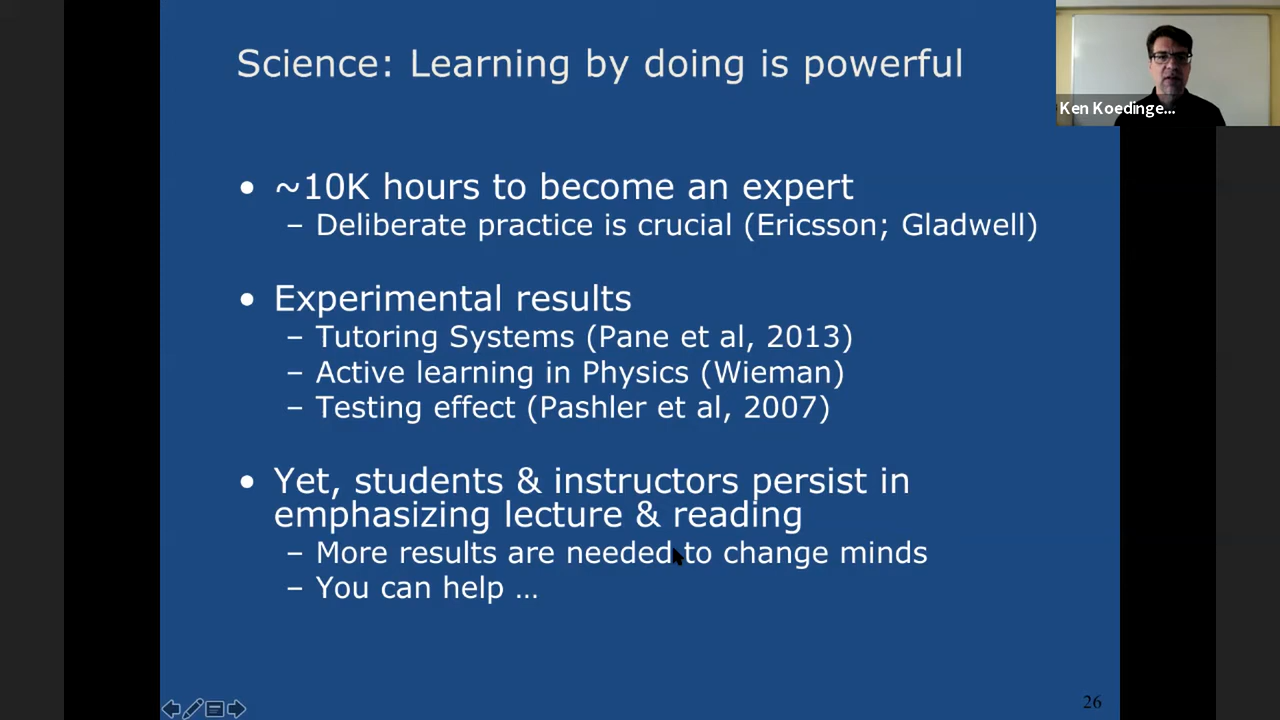 Science: Learning by doing is powerful
Ken Koedinge...
• ~10K hours to become an expert
– Deliberate practice is crucial (Ericsson; Gladwell)
• Experimental results
– Tutoring Systems (Pane et al, 2013)
– Active learning in Physics (Wieman)
– Testing effect (Pashler et al, 2007)
• Yet, students & instructors persist in
emphasizing lecture & reading
– More results are needed to change minds
– You can help …
26